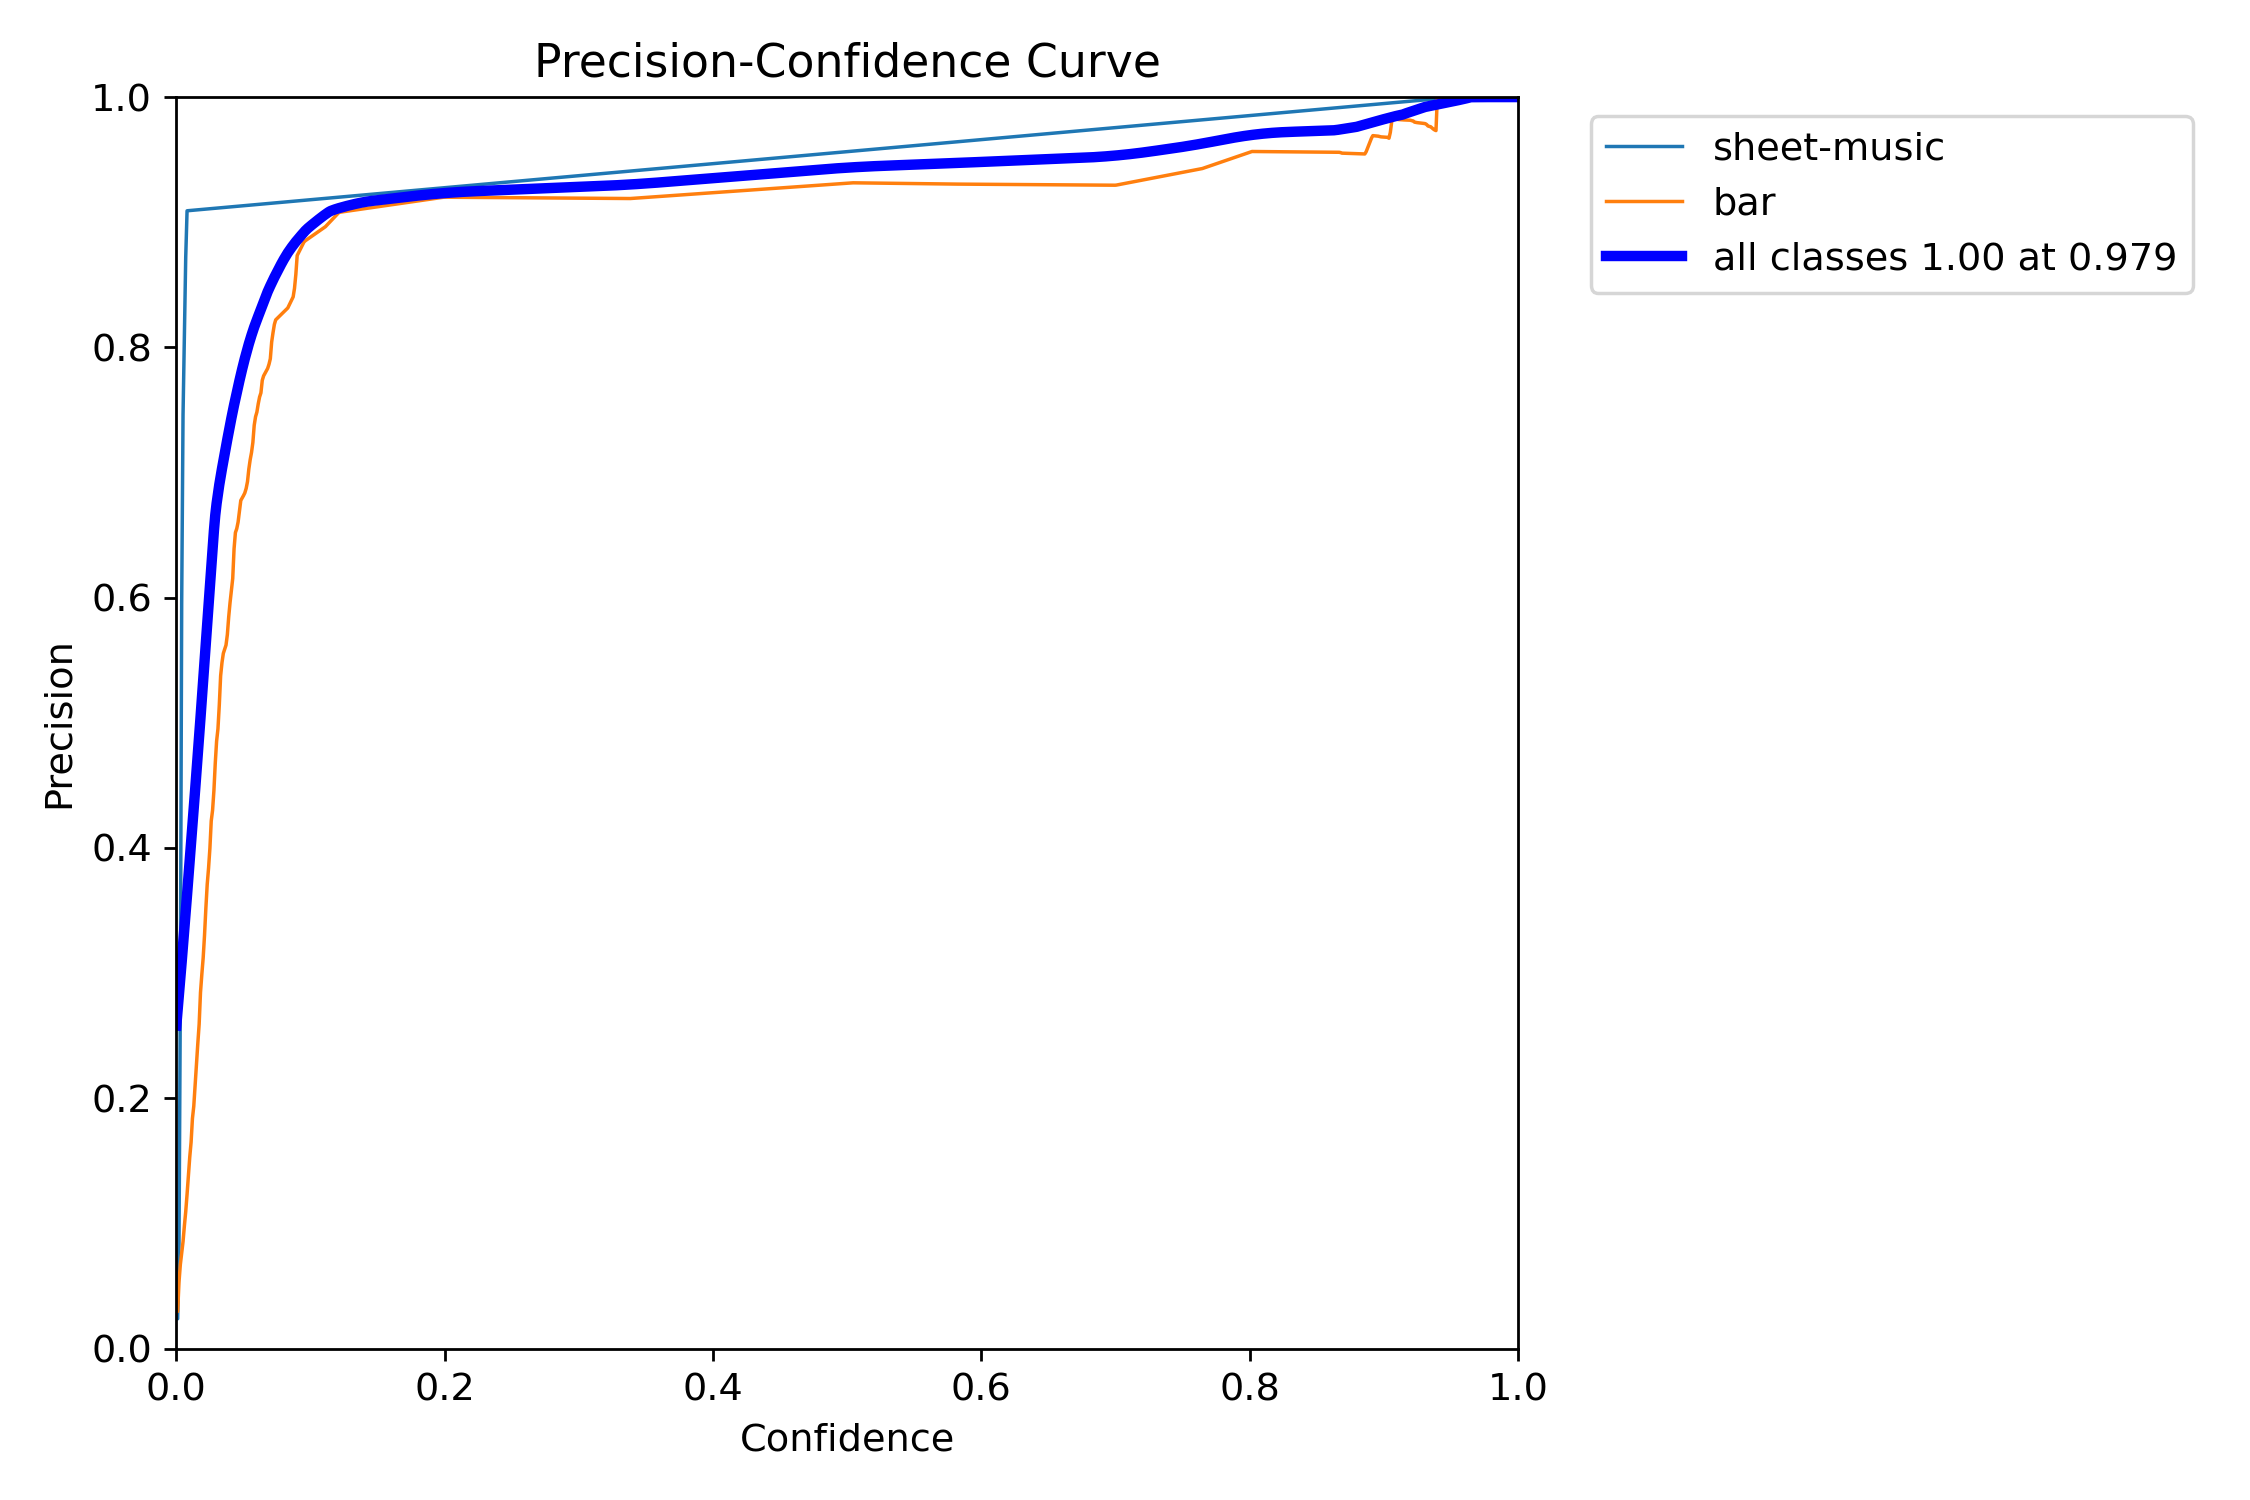 Precision-Confidence Curve
1.0
0.8
0.6
0.4
0.2
0.0
Precision
0.0 0.2 0.4 0.6 0.8 1.0
Confidence
sheet-music
bar
all classes 1.00 at 0.979